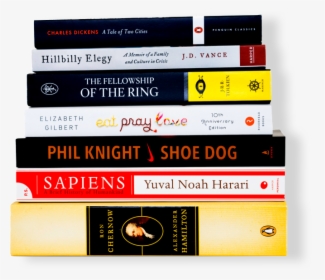 CHARLES DICKENS A Tale of Two Cities PENGUIN CLASSICS
Hillbilly Elegy A Memoir of a Family and Culture in Crisis J.D. VANCE HARPER
THE FELLOWSHIP OF THE RING J.R.R. TOLKIEN
ELIZABETH GILBERT eat pray love 10th Anniversary Edition
PHIL KNIGHT SHOE DOG
SAPIENS Yuval Noah Harari
RON CHERNOW ALEXANDER HAMILTON